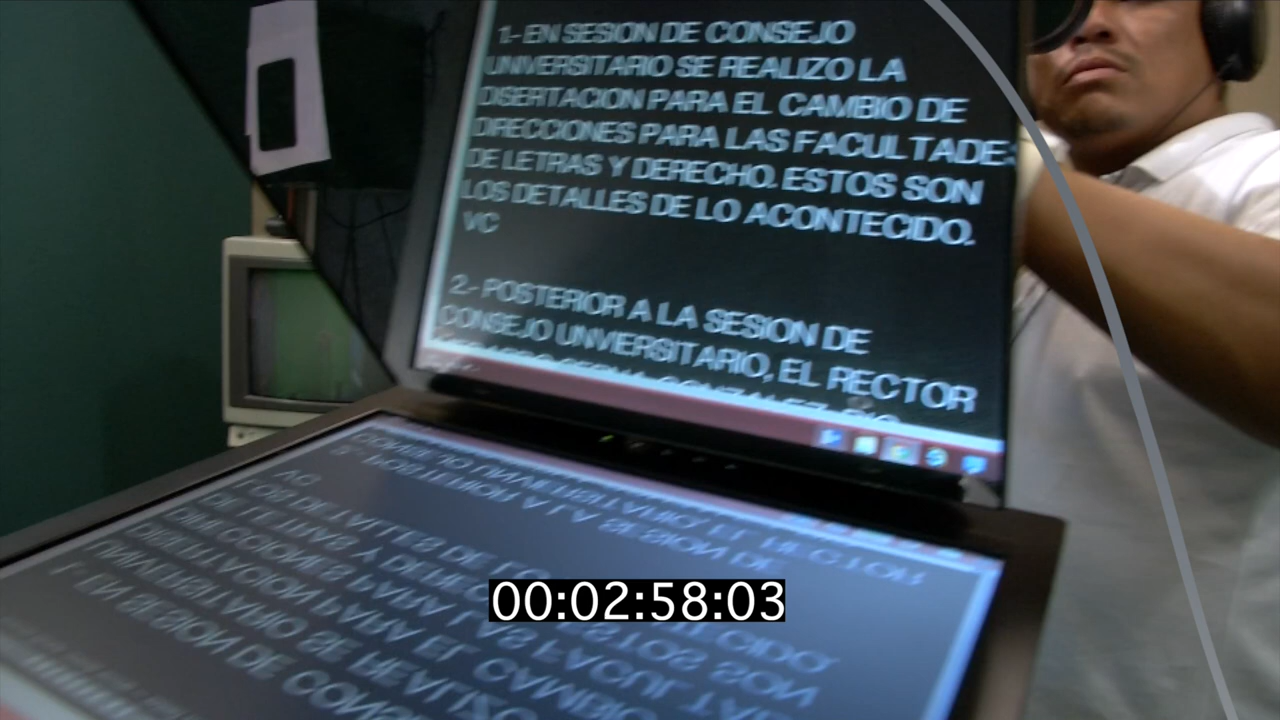 1.- EN SESION DE CONSEJO
UNIVERSITARIO SE REALIZO LA
DISERTACION PARA EL CAMBIO DE
DIRECCIONES PARA LAS FACULTADES
DE LETRAS Y DERECHO. ESTOS SON
LOS DETALLES DE LO ACONTECIDO.
VC
2.- POSTERIOR A LA SESION DE
CONSEJO UNVIERSITARIO, EL RECTOR
00:02:58:03